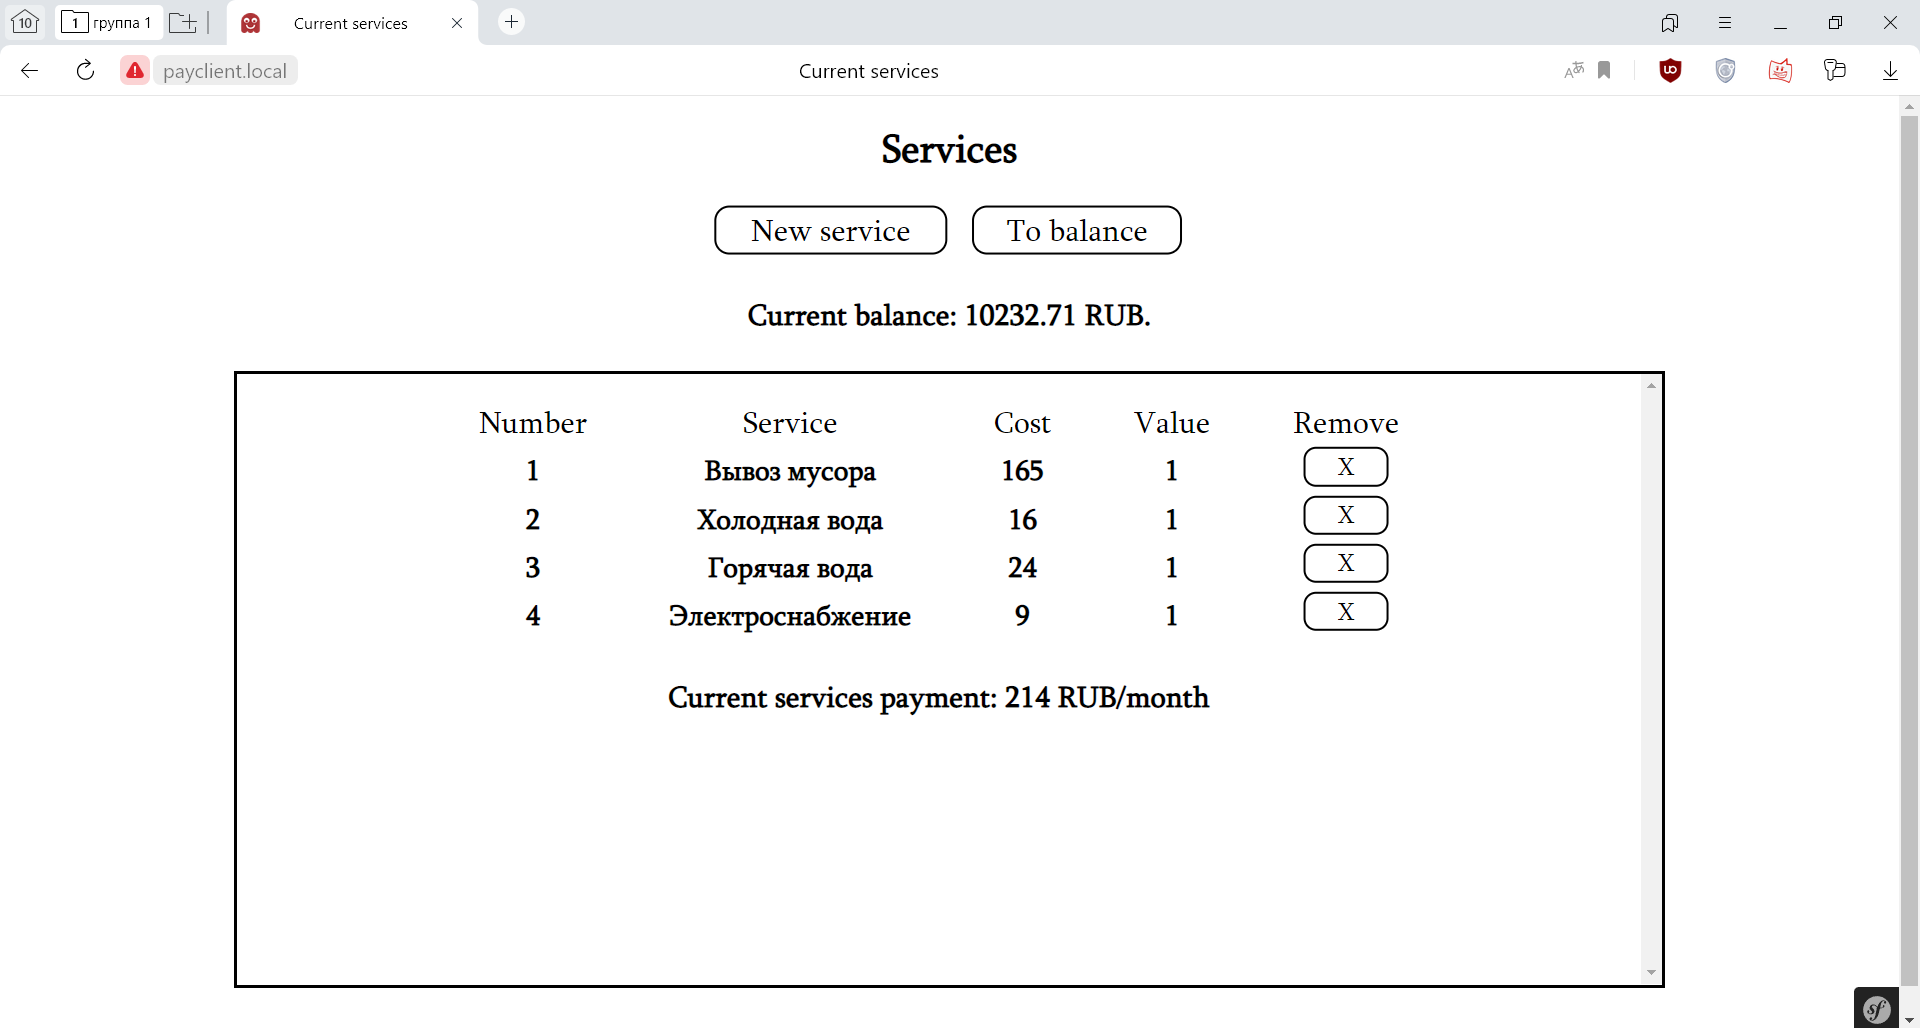 10 1 группа 1 Current services
payclient.local Current services
Services
New service To balance
Current balance: 10232.71 RUB.
Number Service Cost Value Remove
1 Вывоз мусора 165 1 X
2 Холодная вода 16 1 X
3 Горячая вода 24 1 X
4 Электроснабжение 9 1 X
Current services payment: 214 RUB/month
sf